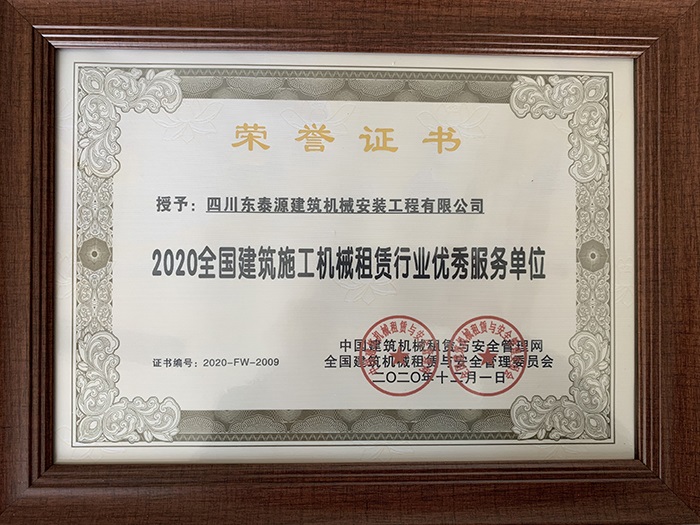 荣誉证书
授予：四川东泰源建筑机械安装工程有限公司
2020全国建筑施工机械租赁行业优秀服务单位
中国建筑机械租赁与安全管理网
证书编号：2020-FW-2009
全国建筑机械租赁与安全管理委员会
二〇二〇年十二月一日